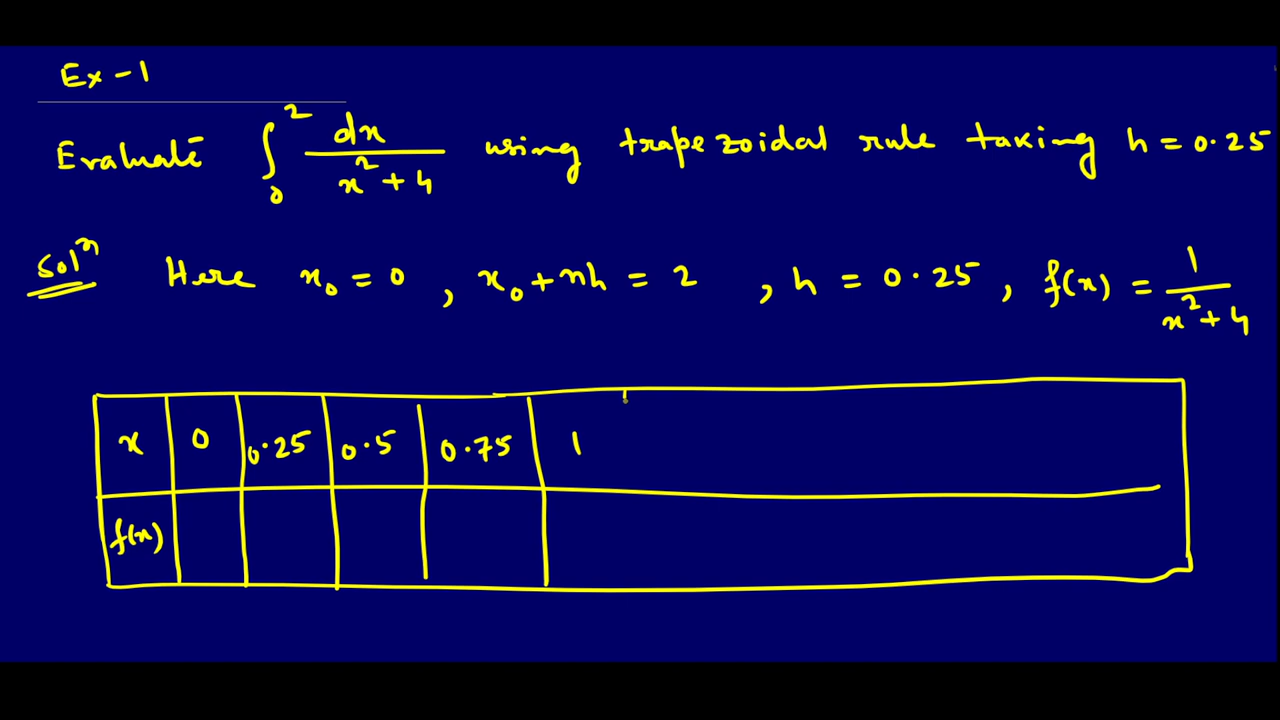 Ex - 1
Evaluate ∫₀² dx/(x²+4) using trapezoidal rule taking h = 0.25
Solⁿ Here x₀ = 0 , x₀+nh = 2 , h = 0.25 , f(x) = 1/(x²+4)
x 0 0.25 0.5 0.75 1
f(x)